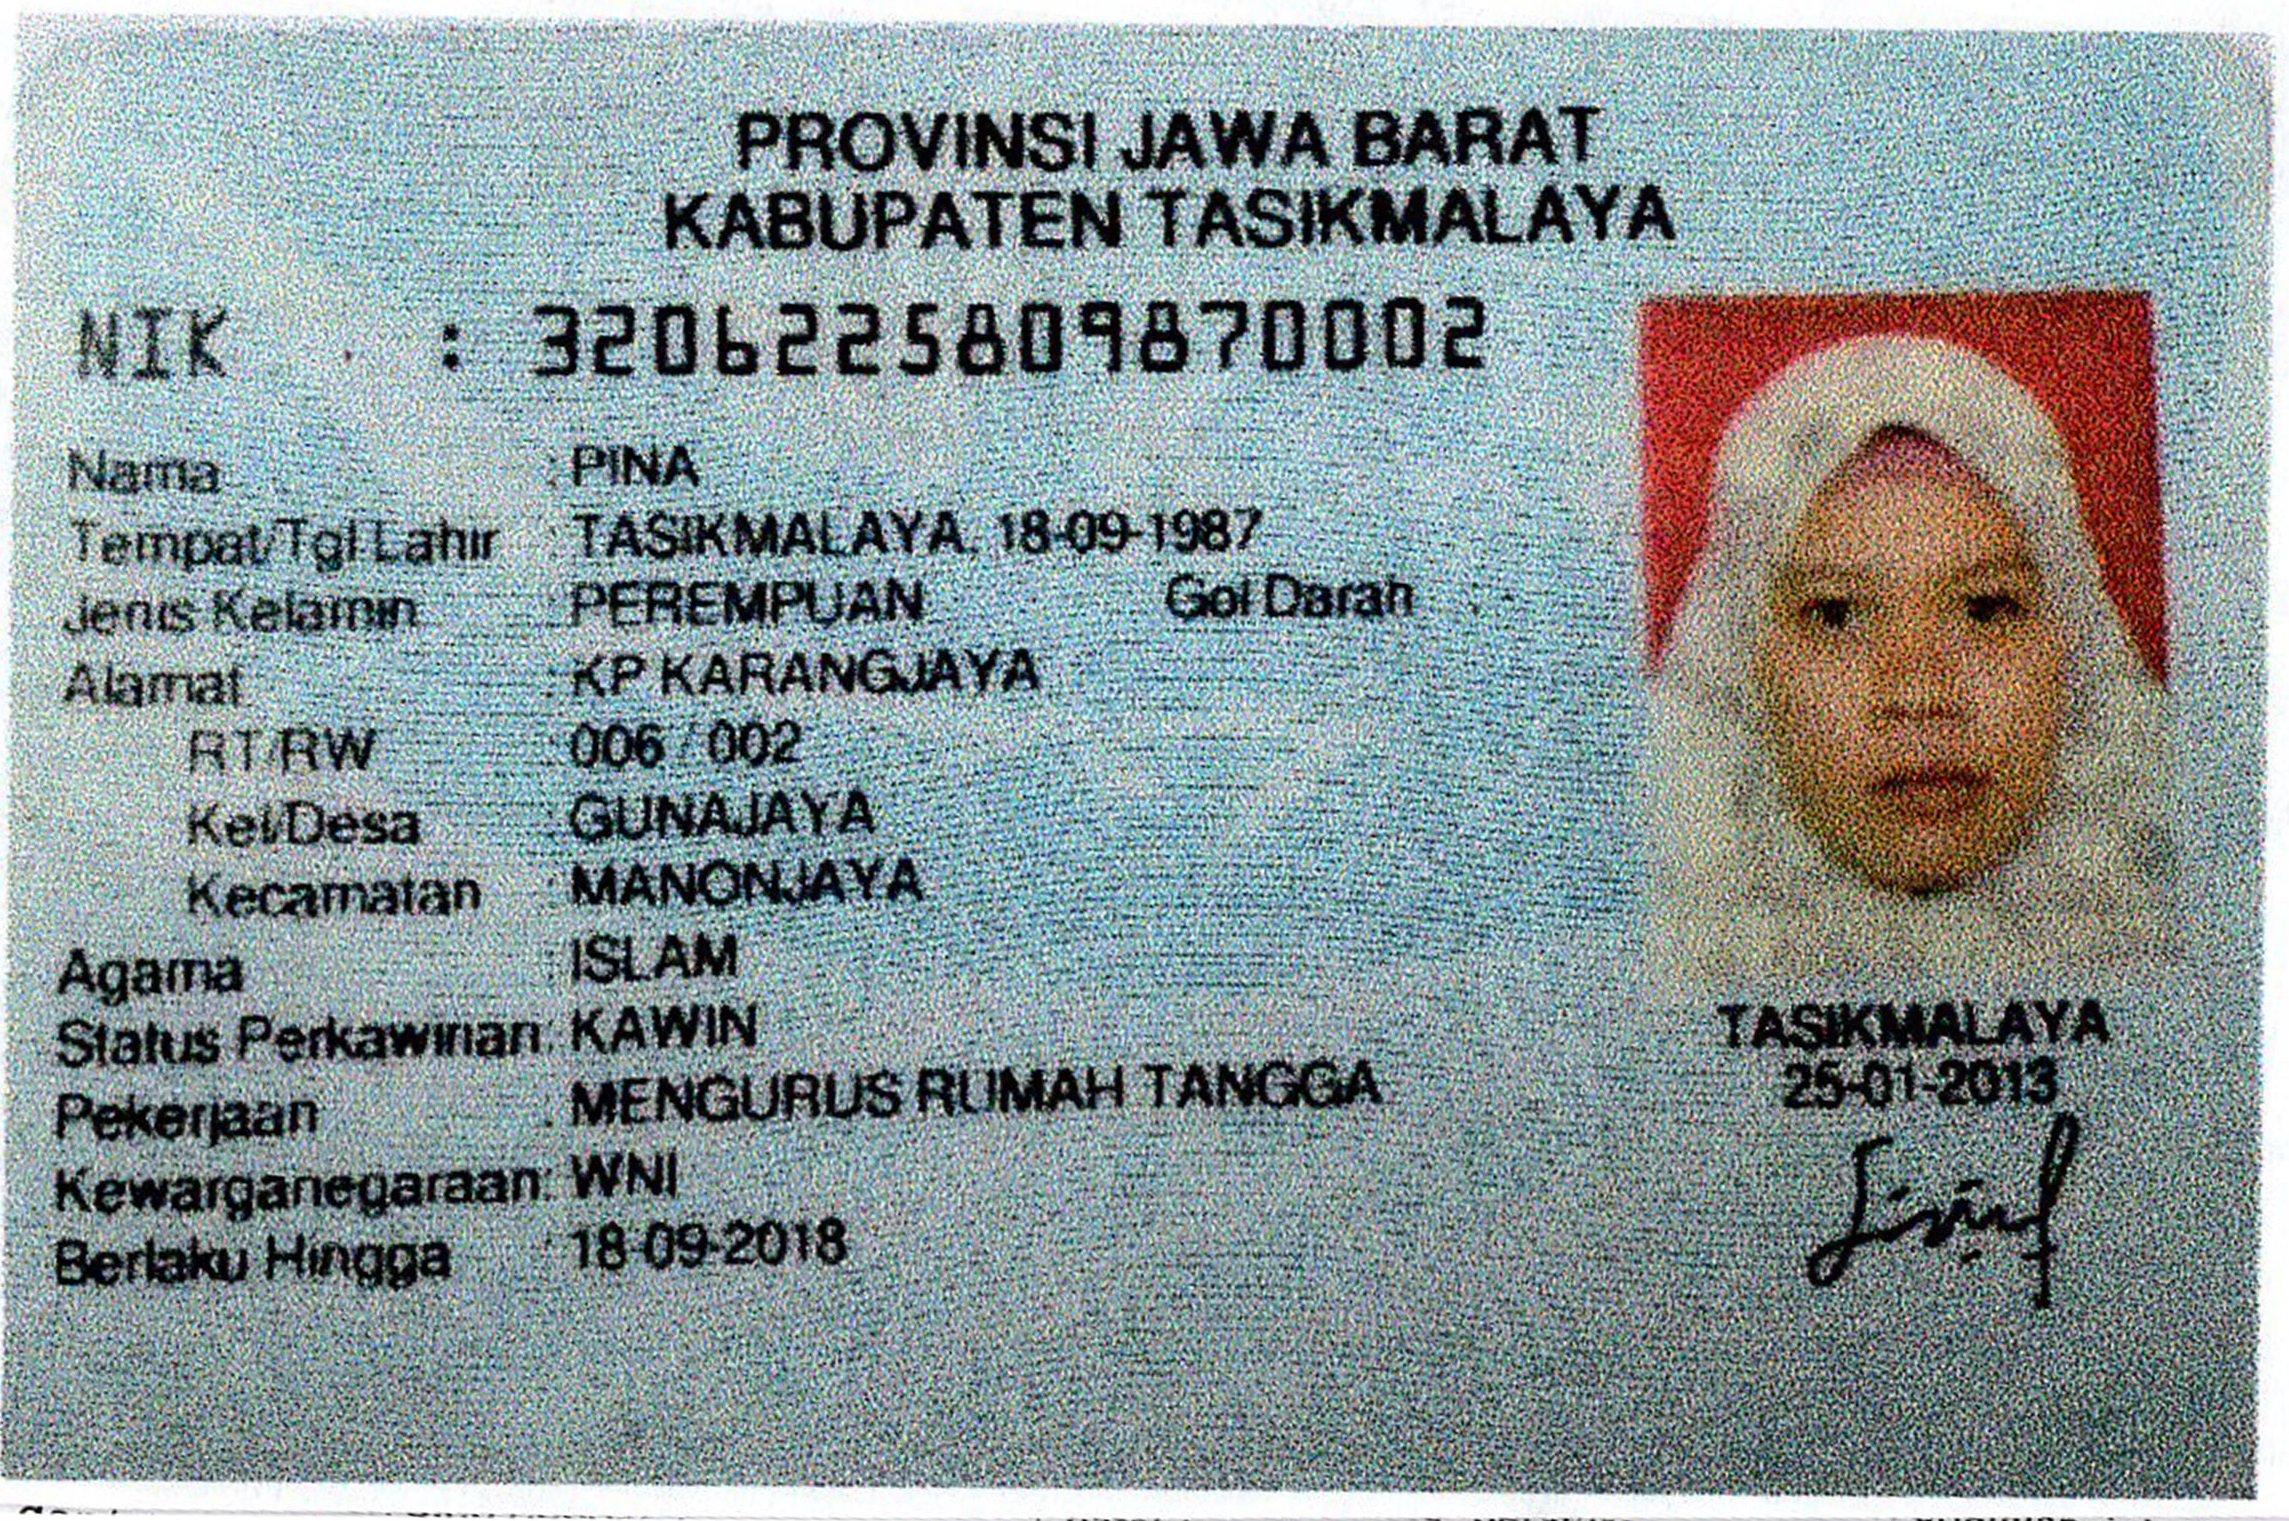 PROVINSI JAWA BARAT
KABUPATEN TASIKMALAYA
NIK : 3206225809870002
Nama : PINA
Tempat/Tgl Lahir : TASIKMALAYA, 18-09-1987
Jenis Kelamin : PEREMPUAN Gol Darah :
Alamat : KP KARANGJAYA
RT/RW : 006 / 002
Kel/Desa : GUNAJAYA
Kecamatan : MANONJAYA
Agama : ISLAM
Status Perkawinan: KAWIN
Pekerjaan : MENGURUS RUMAH TANGGA
Kewarganegaraan: WNI
Berlaku Hingga : 18-09-2018
TASIKMALAYA
25-01-2013